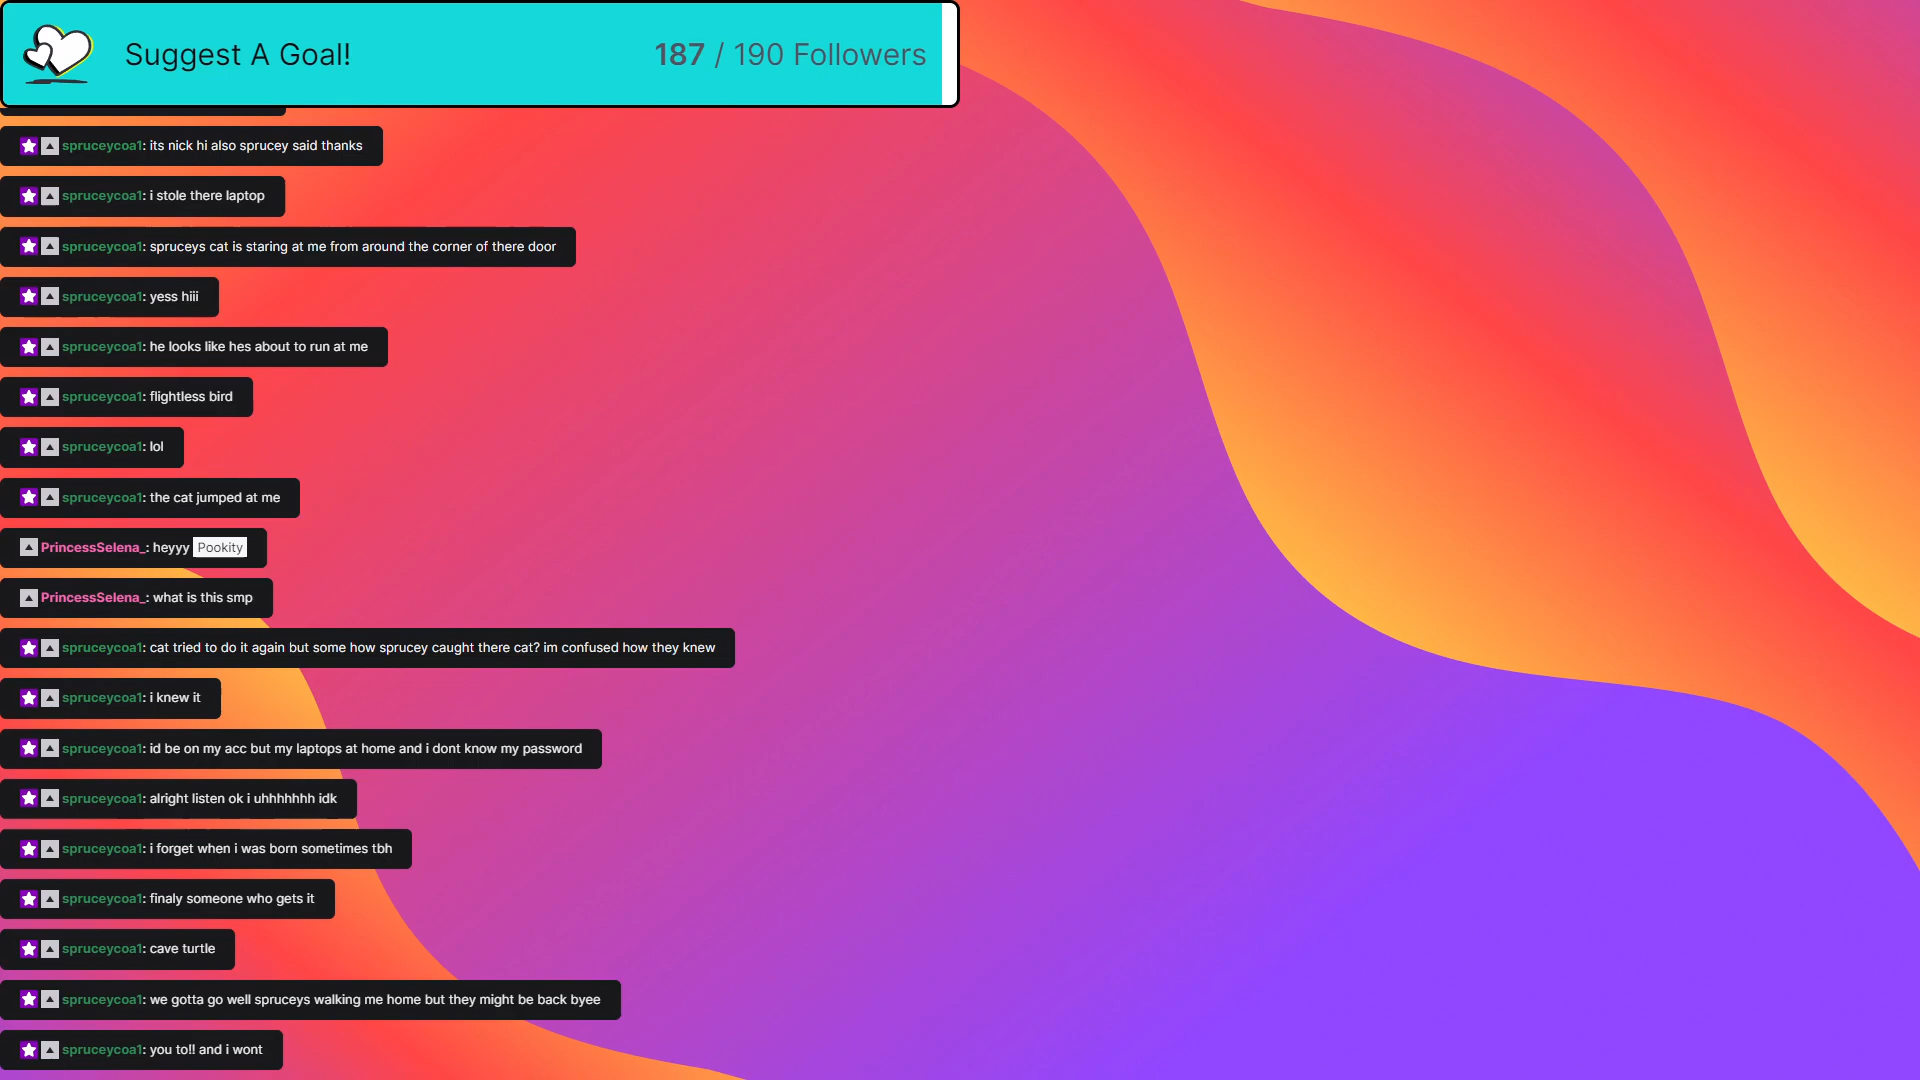 Suggest A Goal!
187 / 190 Followers
spruceycoa1: its nick hi also sprucey said thanks
spruceycoa1: i stole there laptop
spruceycoa1: spruceys cat is staring at me from around the corner of there door
spruceycoa1: yess hiii
spruceycoa1: he looks like hes about to run at me
spruceycoa1: flightless bird
spruceycoa1: lol
spruceycoa1: the cat jumped at me
PrincessSelena_: heyyy Pookity
PrincessSelena_: what is this smp
spruceycoa1: cat tried to do it again but some how sprucey caught there cat? im confused how they knew
spruceycoa1: i knew it
spruceycoa1: id be on my acc but my laptops at home and i dont know my password
spruceycoa1: alright listen ok i uhhhhhhh idk
spruceycoa1: i forget when i was born sometimes tbh
spruceycoa1: finaly someone who gets it
spruceycoa1: cave turtle
spruceycoa1: we gotta go well spruceys walking me home but they might be back byee
spruceycoa1: you to!! and i wont